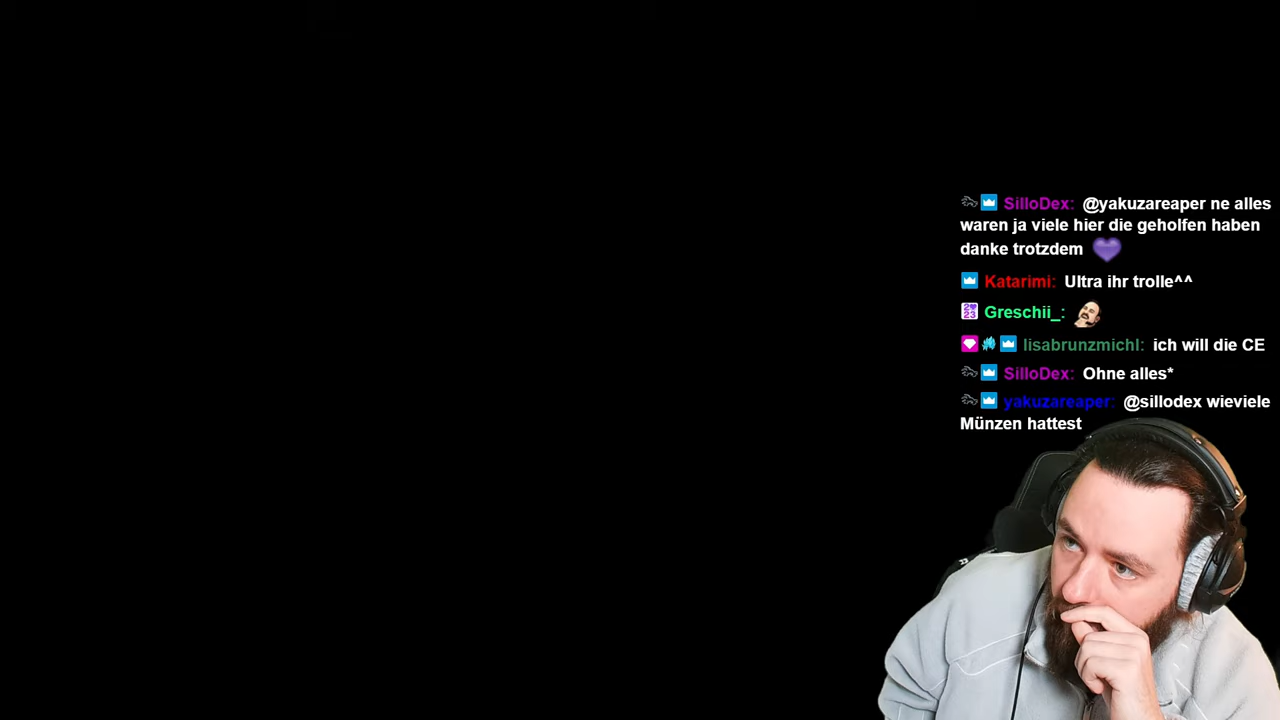 SilloDex: @yakuzareaper ne alles
waren ja viele hier die geholfen haben
danke trotzdem
Katarimi: Ultra ihr trolle^^
Greschii_:
lisabrunzmichl: ich will die CE
SilloDex: Ohne alles*
yakuzareaper: @sillodex wieviele
Münzen hattest